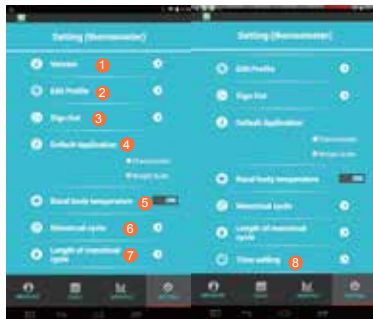 Setting (thermometer)
Version 1
Edit Profile 2
Sign Out 3
Default Application 4
Thermometer
Weight Scale
Basal body temperature 5
Menstrual cycle 6
Length of menstrual
cycle 7
Setting (thermometer)
Edit Profile
Sign Out
Default Application
Thermometer
Weight Scale
Basal body temperature
Menstrual cycle
Length of menstrual
cycle
Time setting 8